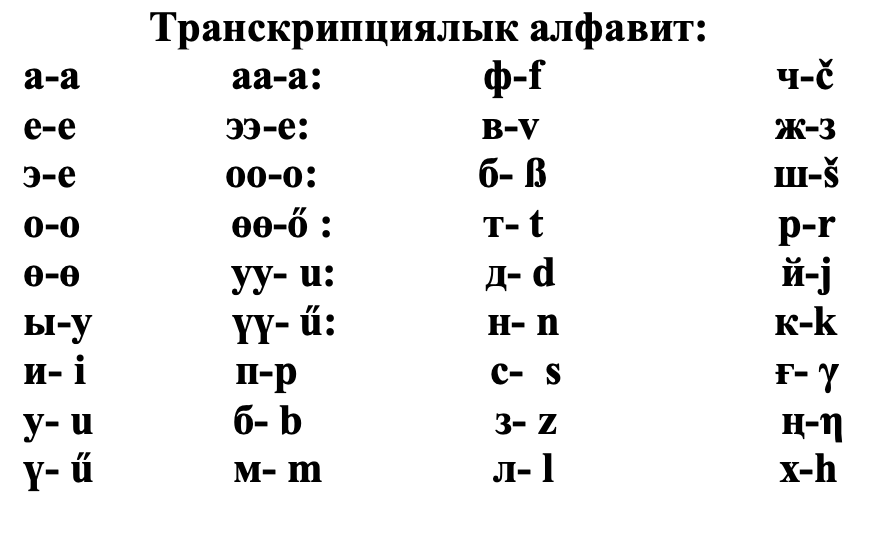 Транскрипциялык алфавит:
а-а аа-а: ф-f ч-č
е-е ээ-е: в-v ж-з
э-е оо-о: б- ß ш-š
о-о өө-ő : т- t р-r
ө-ө уу- u: д- d й-j
ы-у үү- ű: н- n к-k
и- i п-р с- s ғ- γ
у- u б- b з- z ң-η
ү- ű м- m л- l х-h